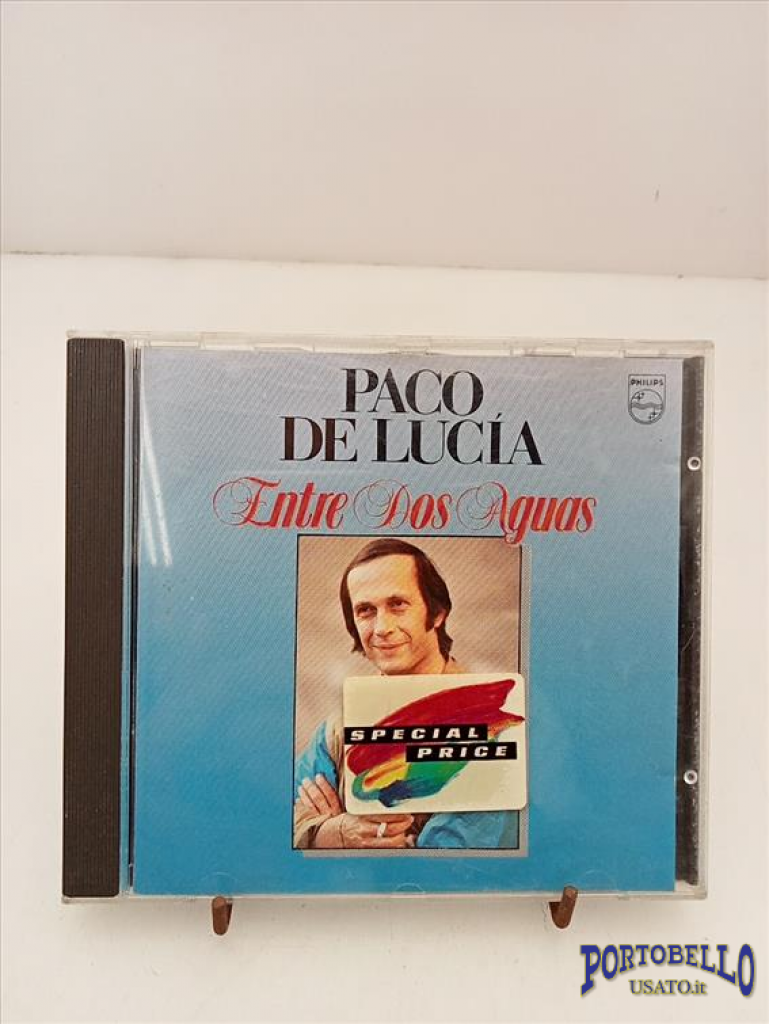 PACO
DE LUCÍA
PHILIPS
Entre Dos Aguas
SPECIAL
PRICE
PORTOBELLO
USATO.it